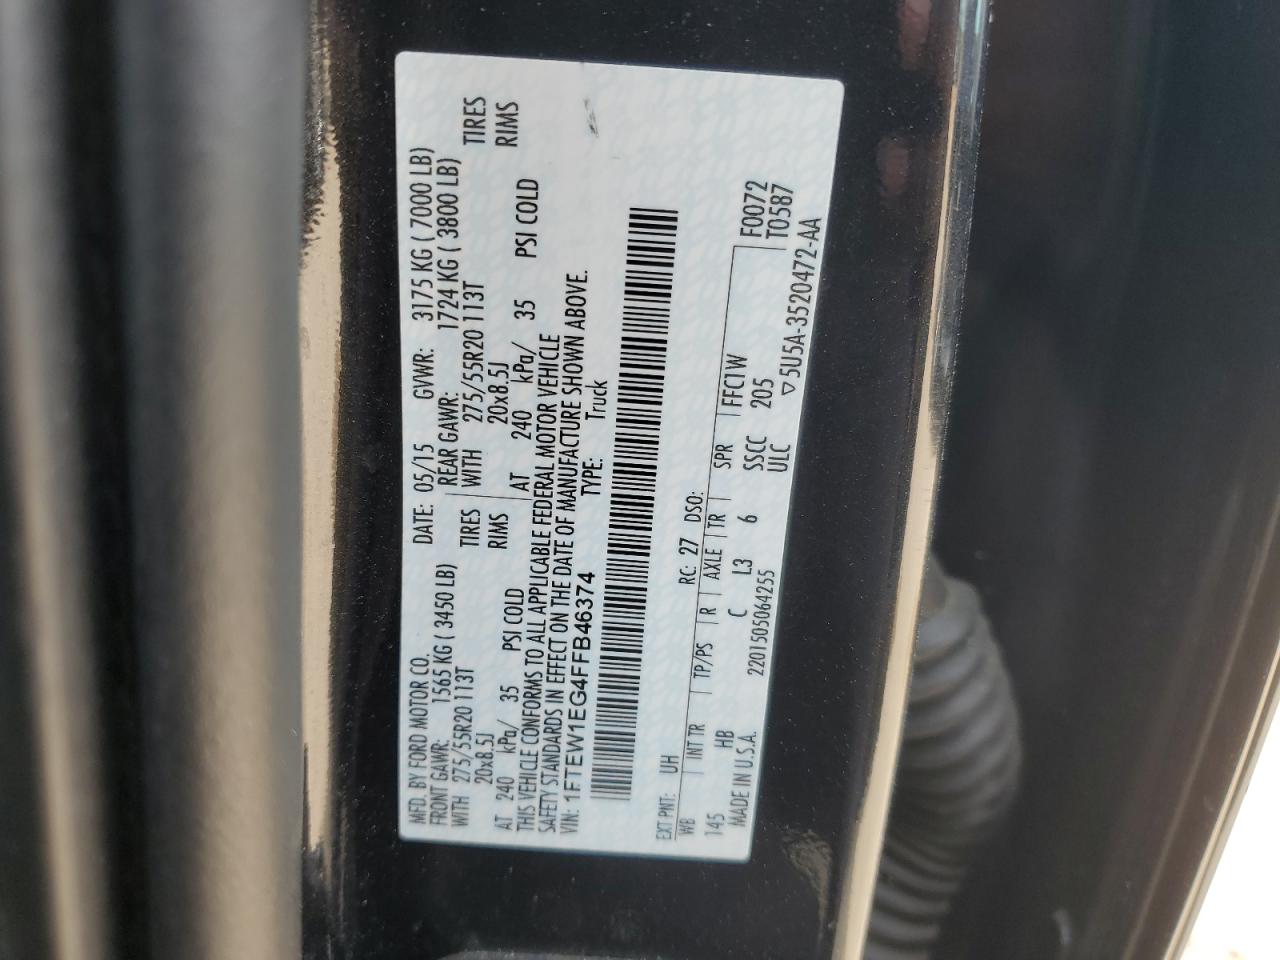 MFD. BY FORD MOTOR CO. DATE: 05/15 GVWR: 3175 KG ( 7000 LB)
FRONT GAWR: 1565 KG ( 3450 LB) REAR GAWR: 1724 KG ( 3800 LB)
WITH 275/55R20 113T TIRES WITH 275/55R20 113T TIRES
20x8.5J RIMS 20x8.5J RIMS
AT 240 kPa/ 35 PSI COLD AT 240 kPa/ 35 PSI COLD
THIS VEHICLE CONFORMS TO ALL APPLICABLE FEDERAL MOTOR VEHICLE
SAFETY STANDARDS IN EFFECT ON THE DATE OF MANUFACTURE SHOWN ABOVE.
VIN: 1FTEW1EG4FFB46374 TYPE: Truck
EXT PNT: UH RC: 27 DSO:
WB INT TR TP/PS R AXLE TR SPR FFC1W F0072
145 HB C L3 6 SSCC 205 T0587
MADE IN U.S.A. 2201505064255 ULC ▽5U5A-3520472-AA